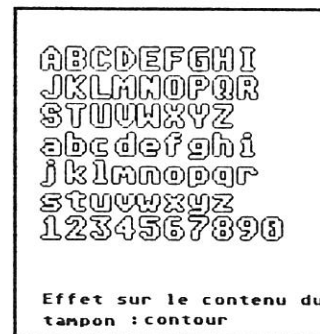 ABCDEFGHI
JKLMNOPQR
STUVWXYZ
abcdefghi
jklmnopqr
stuvwxyz
1234567890
Effet sur le contenu du
tampon : contour